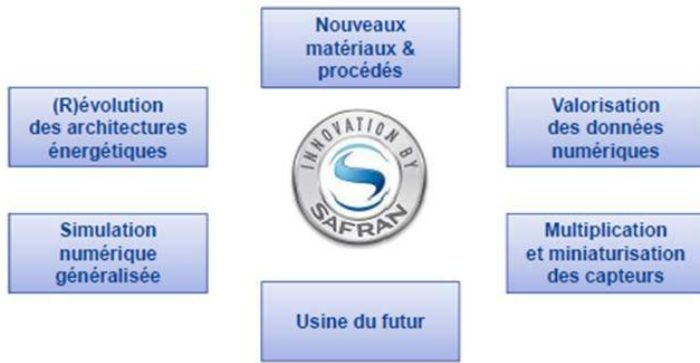 Nouveaux
matériaux &
procédés
(R)évolution
des architectures
énergétiques
Valorisation
des données
numériques
INNOVATION BY
SAFRAN
Simulation
numérique
généralisée
Multiplication
et miniaturisation
des capteurs
Usine du futur